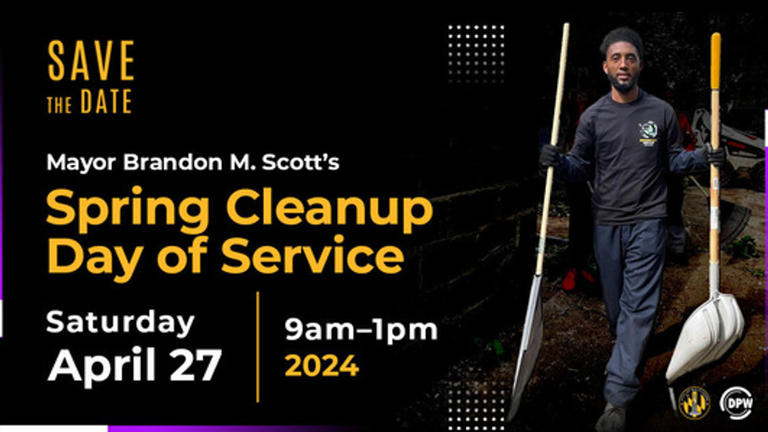 SAVE
THE DATE
Mayor Brandon M. Scott's
Spring Cleanup
Day of Service
Saturday
April 27
9am–1pm
2024
DPW